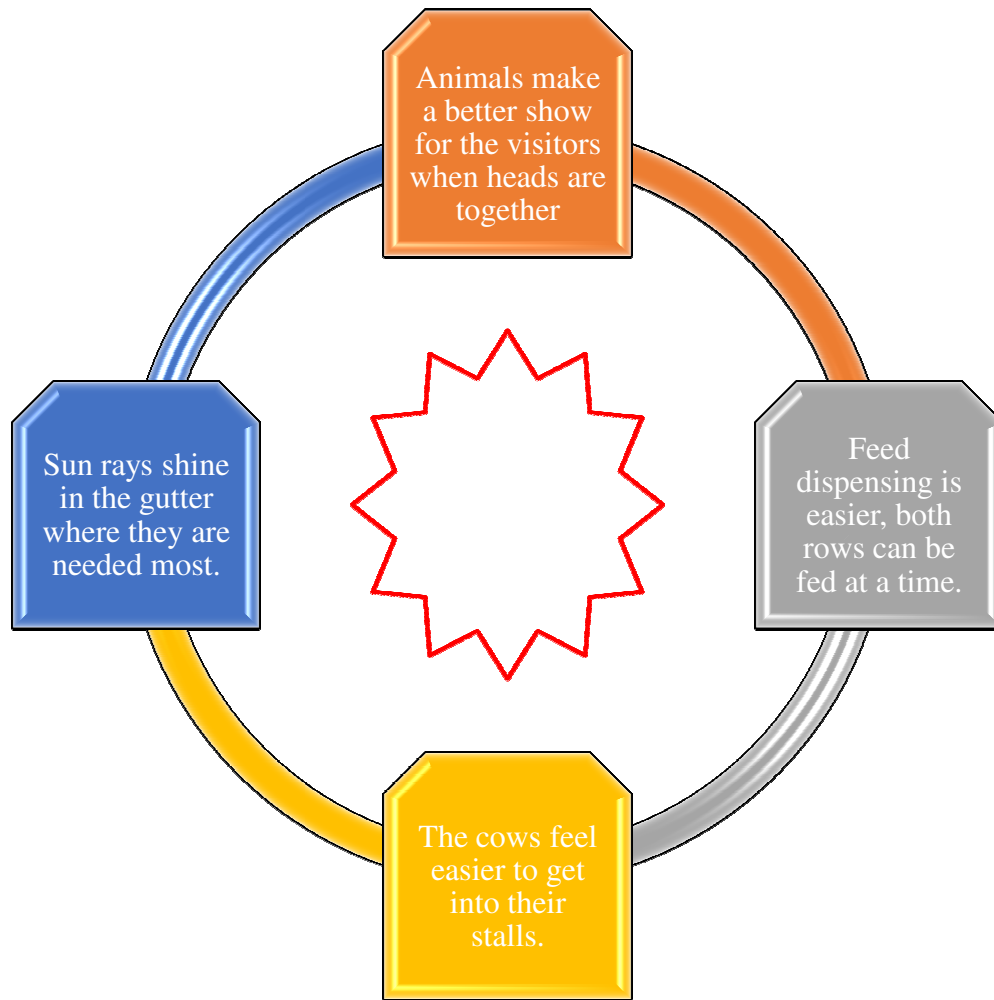 Animals make
a better show
for the visitors
when heads are
together
Sun rays shine
in the gutter
where they are
needed most.
Feed
dispensing is
easier, both
rows can be
fed at a time.
The cows feel
easier to get
into their
stalls.